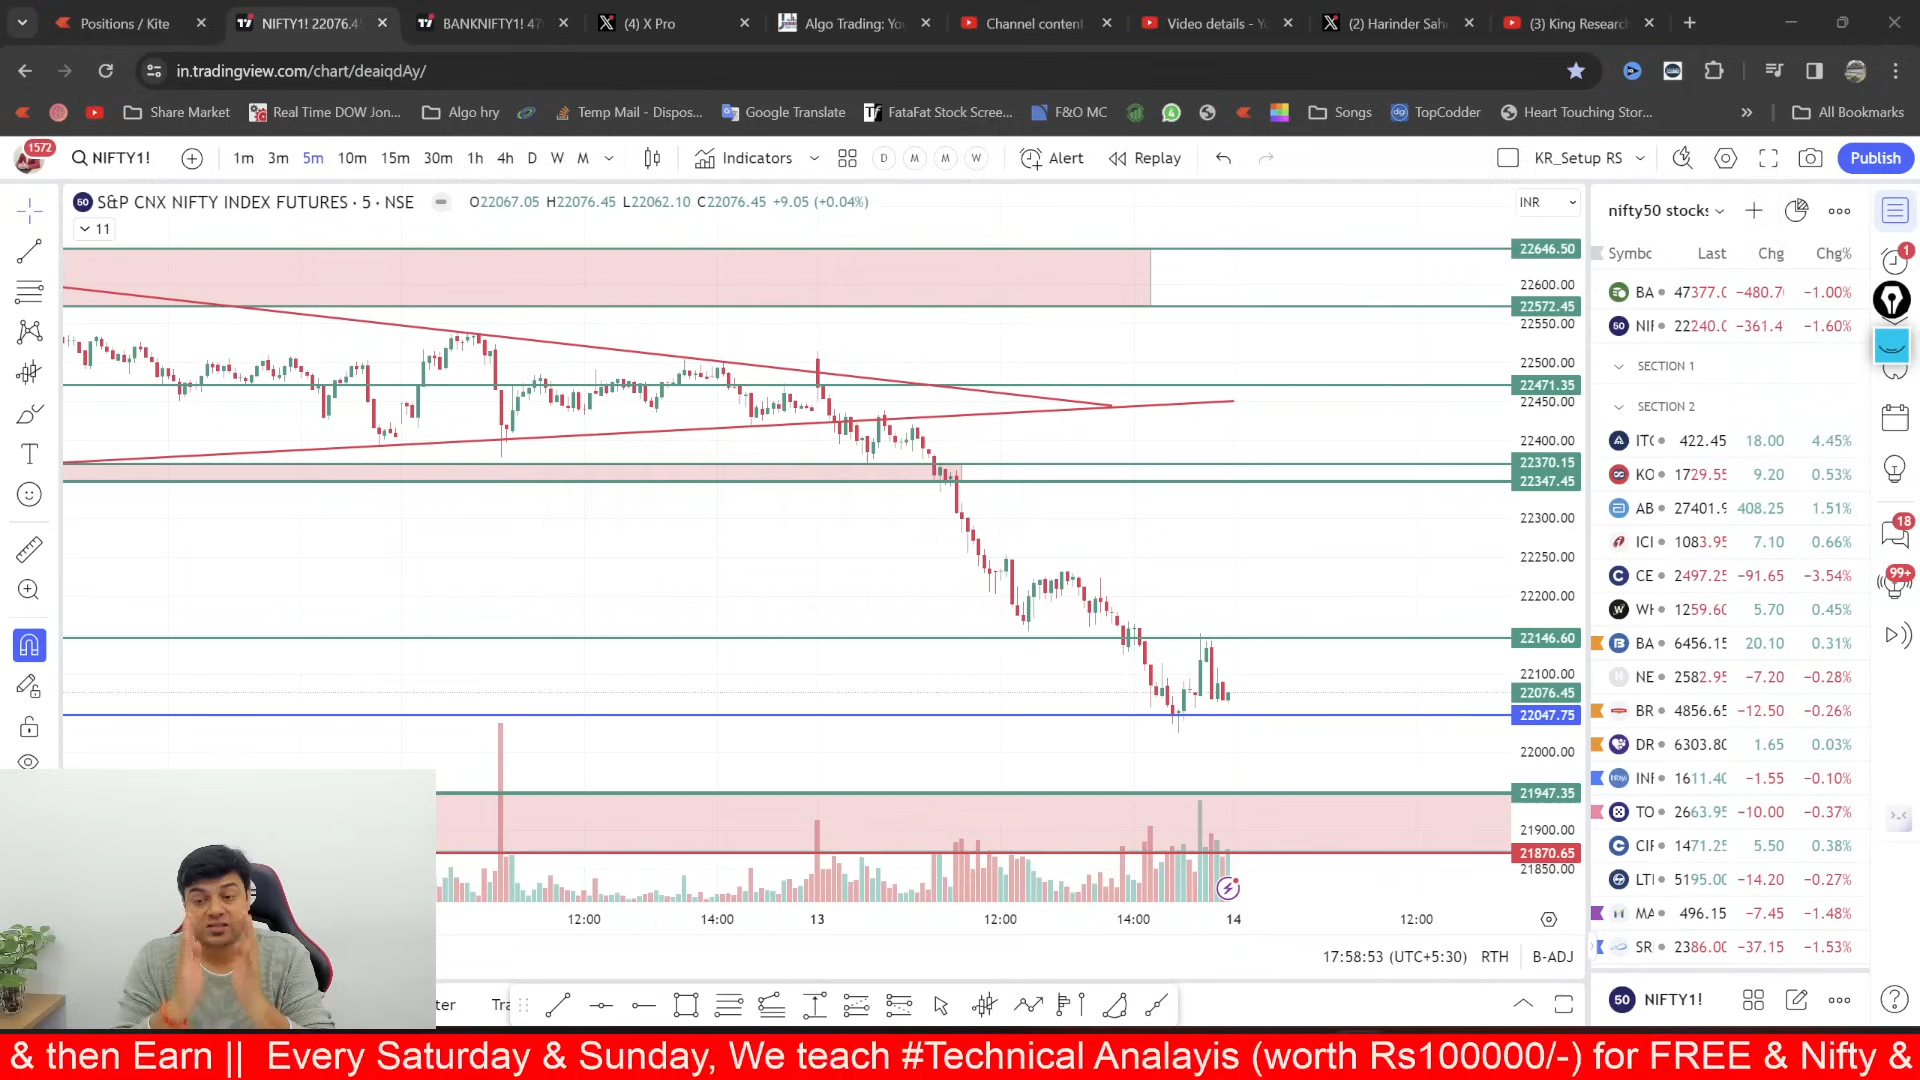 Positions / Kite
NIFTY1! 22076.4
BANKNIFTY1! 47
(4) X Pro
Algo Trading: Yo
Channel content
Video details - Y
(2) Harinder Sah
(3) King Research
in.tradingview.com/chart/deaiqdAy/
Share Market
Real Time DOW Jon...
Algo hry
Temp Mail - Dispos...
Google Translate
FataFat Stock Scree...
F&O MC
Songs
TopCodder
Heart Touching Stor...
All Bookmarks
1572
NIFTY1!
1m 3m 5m 10m 15m 30m 1h 4h D W M
Indicators
D M M W
Alert
Replay
KR_Setup RS
Publish
50 S&P CNX NIFTY INDEX FUTURES · 5 · NSE
O22067.05 H22076.45 L22062.10 C22076.45 +9.05 (+0.04%)
INR
11
22646.50
22600.00
22572.45
22550.00
22500.00
22471.35
22450.00
22400.00
22370.15
22347.45
22300.00
22250.00
22200.00
22146.60
22100.00
22076.45
22047.75
22000.00
21947.35
21900.00
21870.65
21850.00
12:00 14:00 13 12:00 14:00 14 12:00
17:58:53 (UTC+5:30) RTH B-ADJ
ter Tra
nifty50 stocks
Symbc Last Chg Chg%
BA 47377.0 −480.7 −1.00%
50 NIF 22240.0 −361.4 −1.60%
SECTION 1
SECTION 2
ITC 422.45 18.00 4.45%
KO 1729.55 9.20 0.53%
AB 27401.9 408.25 1.51%
ICI 1083.95 7.10 0.66%
CE 2497.25 −91.65 −3.54%
WH 1259.60 5.70 0.45%
BA 6456.15 20.10 0.31%
NE 2582.95 −7.20 −0.28%
BR 4856.65 −12.50 −0.26%
DR 6303.80 1.65 0.03%
INF 1611.40 −1.55 −0.10%
TO 2663.95 −10.00 −0.37%
CIF 1471.25 5.50 0.38%
LTI 5195.00 −14.20 −0.27%
MA 496.15 −7.45 −1.48%
SR 2386.00 −37.15 −1.53%
50 NIFTY1!
1
18
99+
& then Earn || Every Saturday & Sunday, We teach #Technical Analayis (worth Rs100000/-) for FREE & Nifty &